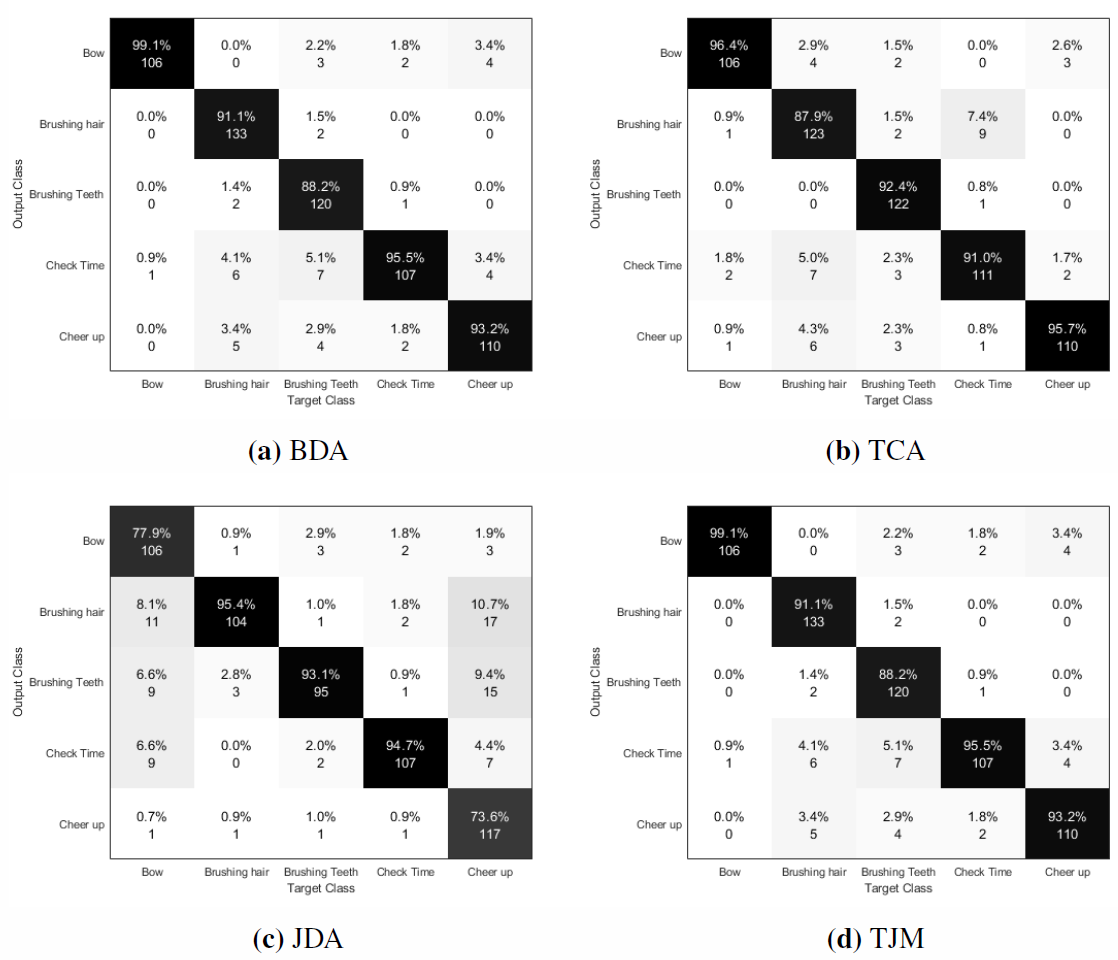 Output Class
Bow 99.1% 0.0% 2.2% 1.8% 3.4%
106 0 3 2 4
Brushing hair 0.0% 91.1% 1.5% 0.0% 0.0%
0 133 2 0 0
Brushing Teeth 0.0% 1.4% 88.2% 0.9% 0.0%
0 2 120 1 0
Check Time 0.9% 4.1% 5.1% 95.5% 3.4%
1 6 7 107 4
Cheer up 0.0% 3.4% 2.9% 1.8% 93.2%
0 5 4 2 110
Bow Brushing hair Brushing Teeth Check Time Cheer up
Target Class
(a) BDA
Output Class
Bow 96.4% 2.9% 1.5% 0.0% 2.6%
106 4 2 0 3
Brushing hair 0.9% 87.9% 1.5% 7.4% 0.0%
1 123 2 9 0
Brushing Teeth 0.0% 0.0% 92.4% 0.8% 0.0%
0 0 122 1 0
Check Time 1.8% 5.0% 2.3% 91.0% 1.7%
2 7 3 111 2
Cheer up 0.9% 4.3% 2.3% 0.8% 95.7%
1 6 3 1 110
Bow Brushing hair Brushing Teeth Check Time Cheer up
Target Class
(b) TCA
Output Class
Bow 77.9% 0.9% 2.9% 1.8% 1.9%
106 1 3 2 3
Brushing hair 8.1% 95.4% 1.0% 1.8% 10.7%
11 104 1 2 17
Brushing Teeth 6.6% 2.8% 93.1% 0.9% 9.4%
9 3 95 1 15
Check Time 6.6% 0.0% 2.0% 94.7% 4.4%
9 0 2 107 7
Cheer up 0.7% 0.9% 1.0% 0.9% 73.6%
1 1 1 1 117
Bow Brushing hair Brushing Teeth Check Time Cheer up
Target Class
(c) JDA
Output Class
Bow 99.1% 0.0% 2.2% 1.8% 3.4%
106 0 3 2 4
Brushing hair 0.0% 91.1% 1.5% 0.0% 0.0%
0 133 2 0 0
Brushing Teeth 0.0% 1.4% 88.2% 0.9% 0.0%
0 2 120 1 0
Check Time 0.9% 4.1% 5.1% 95.5% 3.4%
1 6 7 107 4
Cheer up 0.0% 3.4% 2.9% 1.8% 93.2%
0 5 4 2 110
Bow Brushing hair Brushing Teeth Check Time Cheer up
Target Class
(d) TJM